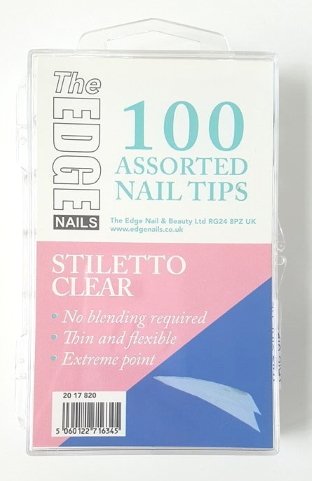 The
EDGE
NAILS
100
ASSORTED
NAIL TIPS
The Edge Nail & Beauty Ltd RG24 8PZ UK
www.edgenails.co.uk
STILETTO
CLEAR
• No blending required
• Thin and flexible
• Extreme point
20 17 820
5 060122 716345